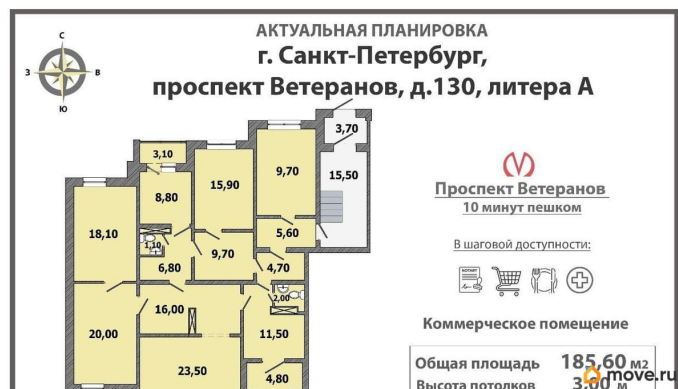 АКТУАЛЬНАЯ ПЛАНИРОВКА
г. Санкт-Петербург,
проспект Ветеранов, д.130, литера А
С
З
В
Ю
3,70
3,10
9,70
15,90
8,80
15,50
18,10
5,60
1,10
9,70
6,80
4,70
2,00
16,00
20,00
11,50
23,50
4,80
Проспект Ветеранов
10 минут пешком
В шаговой доступности:
Коммерческое помещение
Общая площадь 185,60 м2
Высота потолков 3,00 м
move.ru